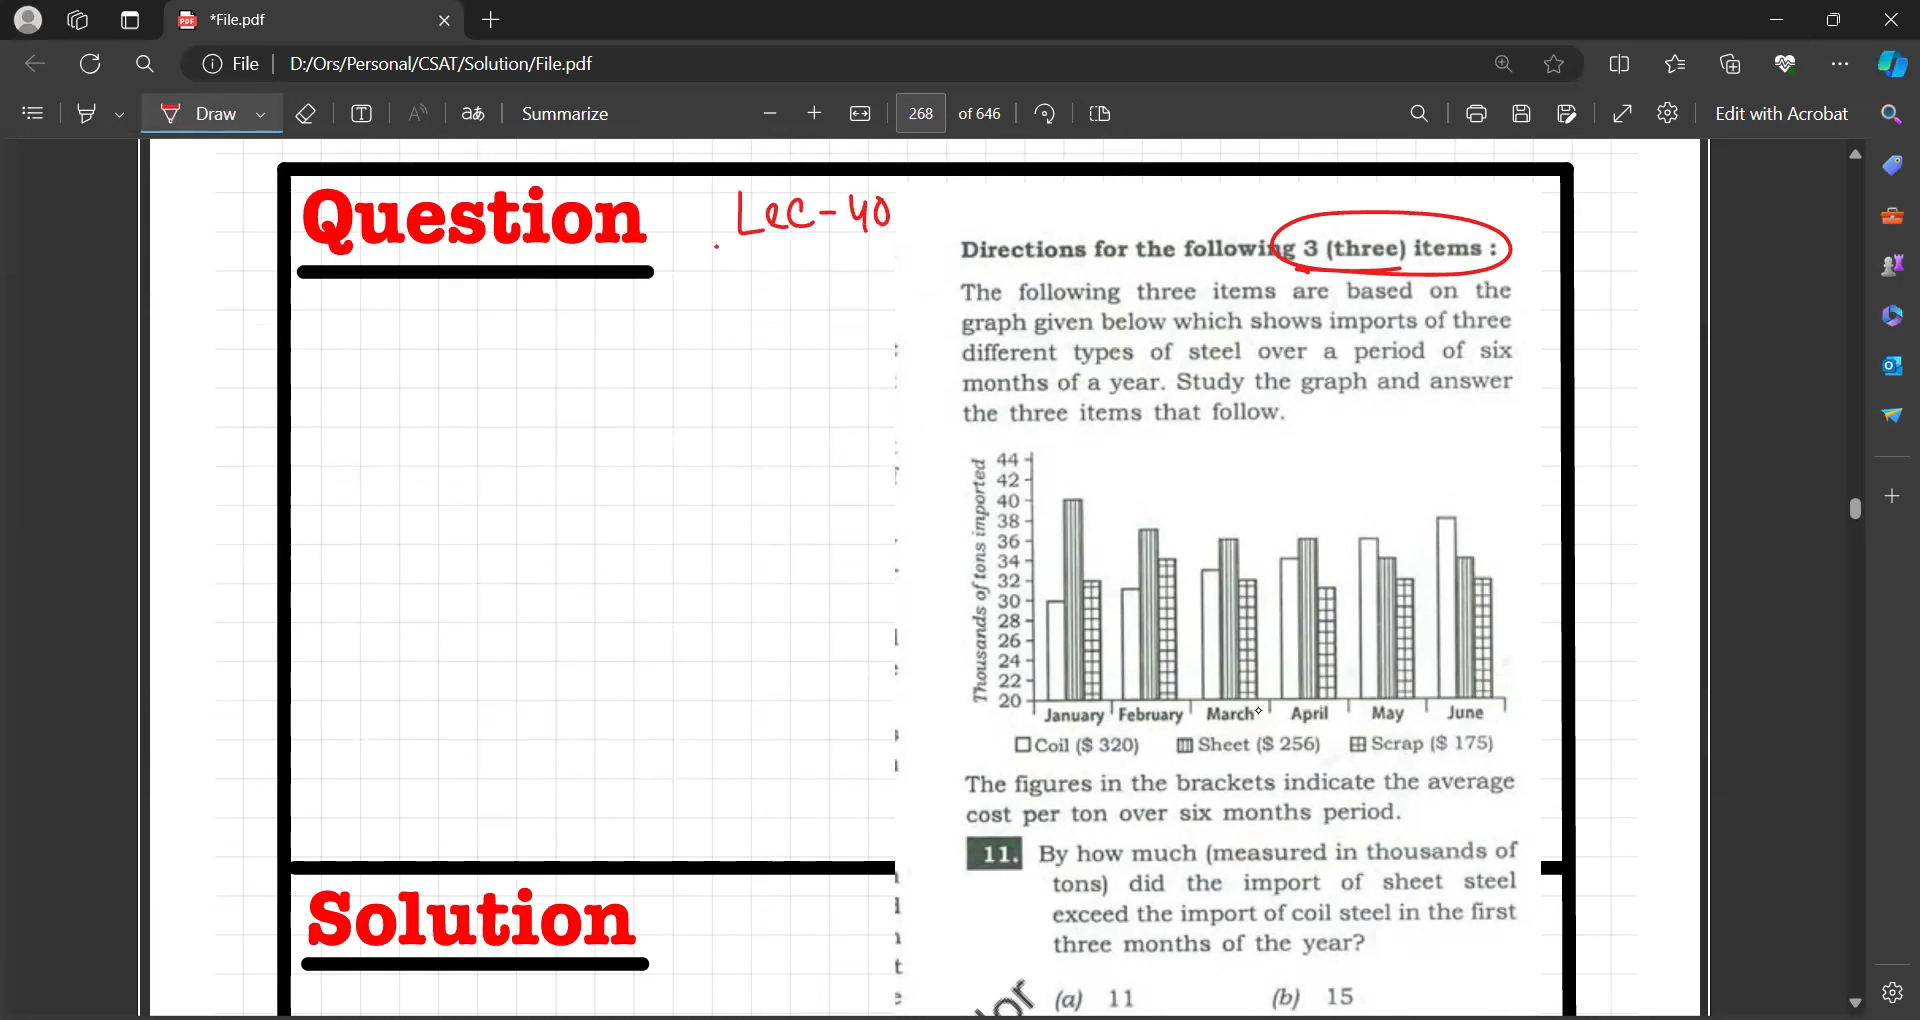 *File.pdf
File
D:/Ors/Personal/CSAT/Solution/File.pdf
Draw
aあ
Summarize
268
of 646
Edit with Acrobat
Question
Lec-40
Directions for the following 3 (three) items :
The following three items are based on the
graph given below which shows imports of three
different types of steel over a period of six
months of a year. Study the graph and answer
the three items that follow.
Thousands of tons imported
44
42
40
38
36
34
32
30
28
26
24
22
20
January February March April May June
Coil ($ 320) Sheet ($ 256) Scrap ($ 175)
The figures in the brackets indicate the average
cost per ton over six months period.
11. By how much (measured in thousands of
tons) did the import of sheet steel
exceed the import of coil steel in the first
three months of the year?
(a) 11 (b) 15
Solution